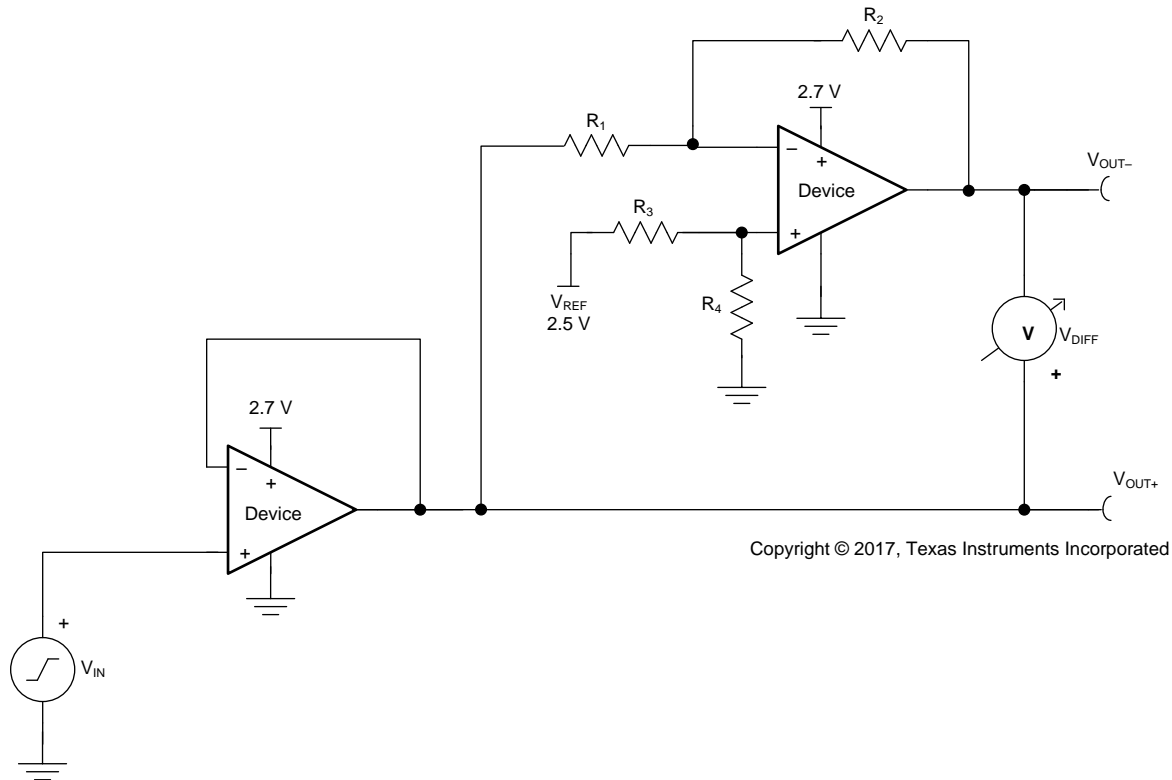 R2
2.7 V
R1
−
+
VOUT−
Device
R3
+
VREF
2.5 V
R4
V
VDIFF
+
2.7 V
−
+
VOUT+
Device
+
Copyright © 2017, Texas Instruments Incorporated
+
VIN